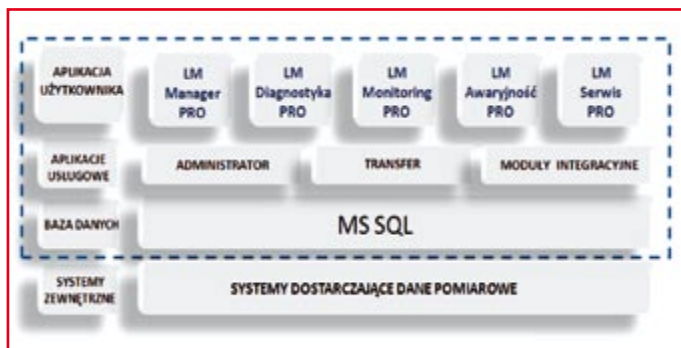 APLIKACJA
UŻYTKOWNIKA
LM
Manager
PRO
LM
Diagnostyka
PRO
LM
Monitoring
PRO
LM
Awaryjność
PRO
LM
Serwis
PRO
APLIKACJE
USŁUGOWE
ADMINISTRATOR
TRANSFER
MODUŁY INTEGRACYJNE
BAZA DANYCH
MS SQL
SYSTEMY
ZEWNĘTRZNE
SYSTEMY DOSTARCZAJĄCE DANE POMIAROWE